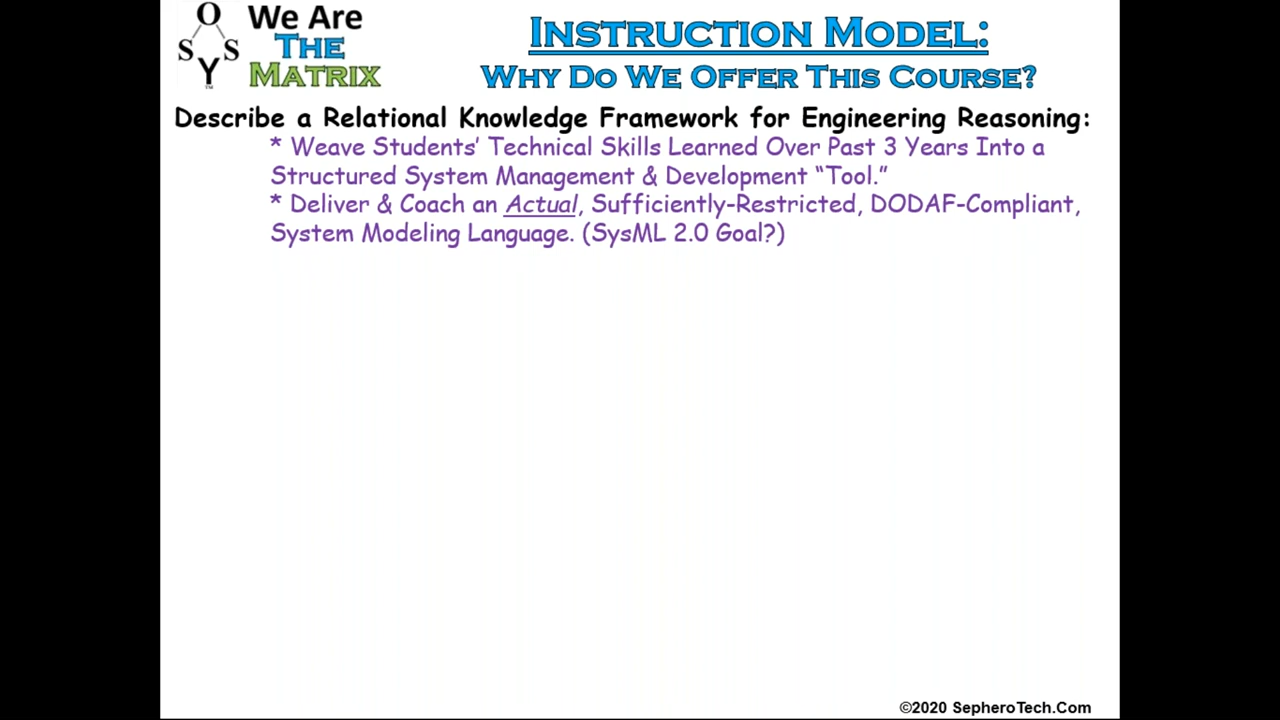 O
S S
Y
™
We Are
THE
MATRIX
INSTRUCTION MODEL:
WHY DO WE OFFER THIS COURSE?
Describe a Relational Knowledge Framework for Engineering Reasoning:
* Weave Students’ Technical Skills Learned Over Past 3 Years Into a
Structured System Management & Development “Tool.”
* Deliver & Coach an Actual, Sufficiently-Restricted, DODAF-Compliant,
System Modeling Language. (SysML 2.0 Goal?)
©2020 SepheroTech.Com